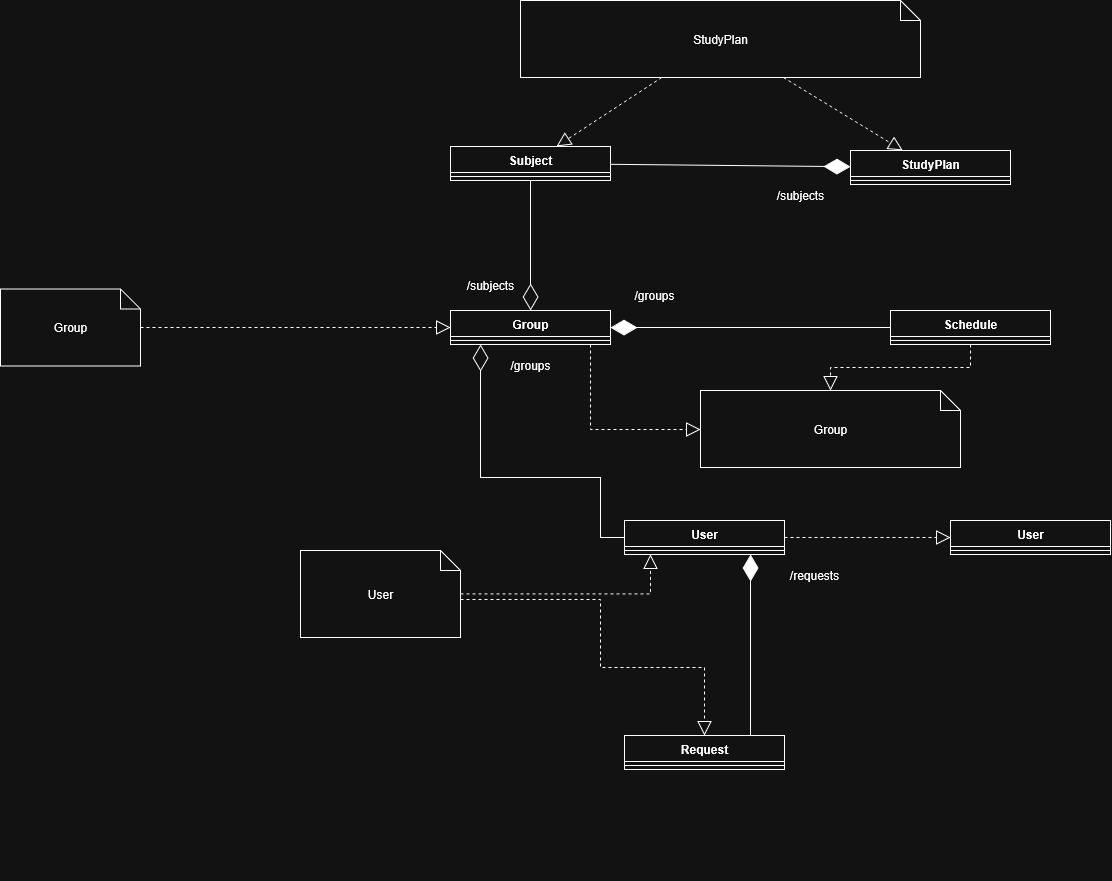 StudyPlan
Subject
StudyPlan
/subjects
/subjects
/groups
Group
Group
Schedule
/groups
Group
User
User
User
/requests
Request